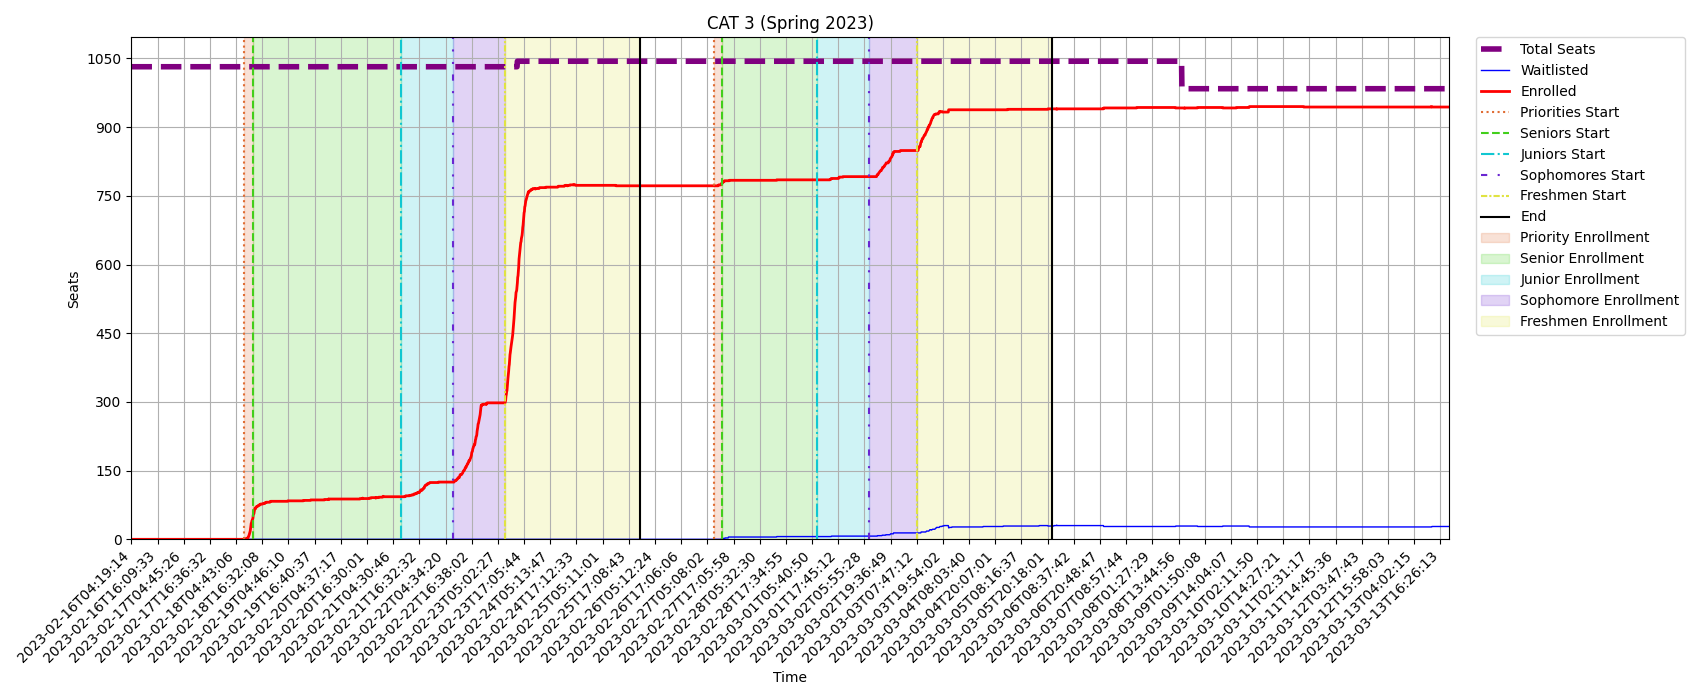 CAT 3 (Spring 2023)
1050
900
750
600
450
300
150
0
Seats
2023-02-16T04:19:14
2023-02-16T16:09:33
2023-02-17T04:45:26
2023-02-17T16:36:32
2023-02-18T04:43:06
2023-02-18T16:32:08
2023-02-19T04:46:10
2023-02-19T16:40:37
2023-02-20T04:37:17
2023-02-20T16:30:01
2023-02-21T04:30:46
2023-02-21T16:32:32
2023-02-22T04:34:20
2023-02-22T16:38:02
2023-02-23T05:02:27
2023-02-23T17:05:44
2023-02-24T05:13:47
2023-02-24T17:12:33
2023-02-25T05:11:01
2023-02-25T17:08:43
2023-02-26T05:12:24
2023-02-26T17:06:06
2023-02-27T05:08:02
2023-02-27T17:05:58
2023-02-28T05:32:30
2023-02-28T17:34:55
2023-03-01T05:40:50
2023-03-01T17:45:12
2023-03-02T05:55:28
2023-03-02T19:36:49
2023-03-03T07:47:12
2023-03-03T19:54:02
2023-03-04T08:03:40
2023-03-04T20:07:01
2023-03-05T08:16:37
2023-03-05T20:18:01
2023-03-06T08:37:42
2023-03-06T20:48:47
2023-03-07T08:57:44
2023-03-08T01:27:29
2023-03-08T13:44:56
2023-03-09T01:50:08
2023-03-09T14:04:07
2023-03-10T02:11:50
2023-03-10T14:27:21
2023-03-11T02:31:17
2023-03-11T14:45:36
2023-03-12T03:47:43
2023-03-12T15:58:03
2023-03-13T04:02:15
2023-03-13T16:26:13
Time
Total Seats
Waitlisted
Enrolled
Priorities Start
Seniors Start
Juniors Start
Sophomores Start
Freshmen Start
End
Priority Enrollment
Senior Enrollment
Junior Enrollment
Sophomore Enrollment
Freshmen Enrollment